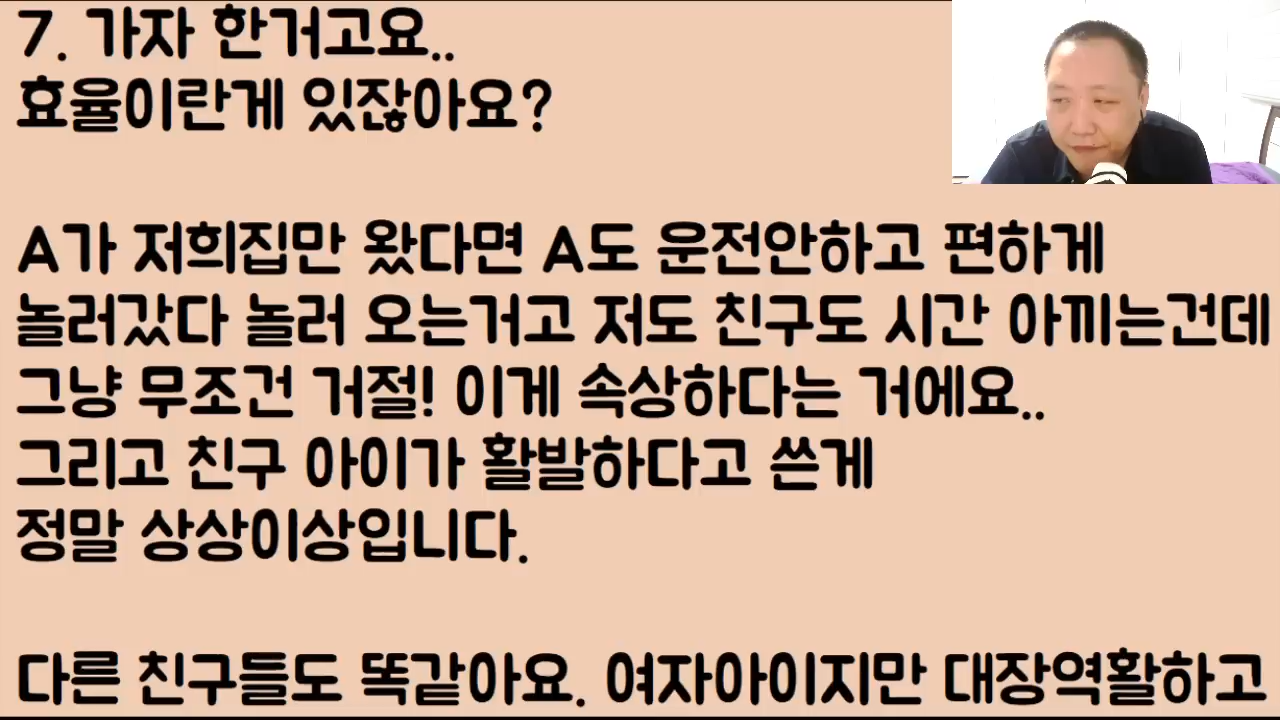 7. 가자 한거고요..
효율이란게 있잖아요?
A가 저희집만 왔다면 A도 운전안하고 편하게
놀러갔다 놀러 오는거고 저도 친구도 시간 아끼는건데
그냥 무조건 거절! 이게 속상하다는 거에요..
그리고 친구 아이가 활발하다고 쓴게
정말 상상이상입니다.
다른 친구들도 똑같아요. 여자아이지만 대장역활하고